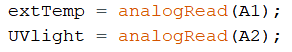 extTemp = analogRead(A1);
UVlight = analogRead(A2);